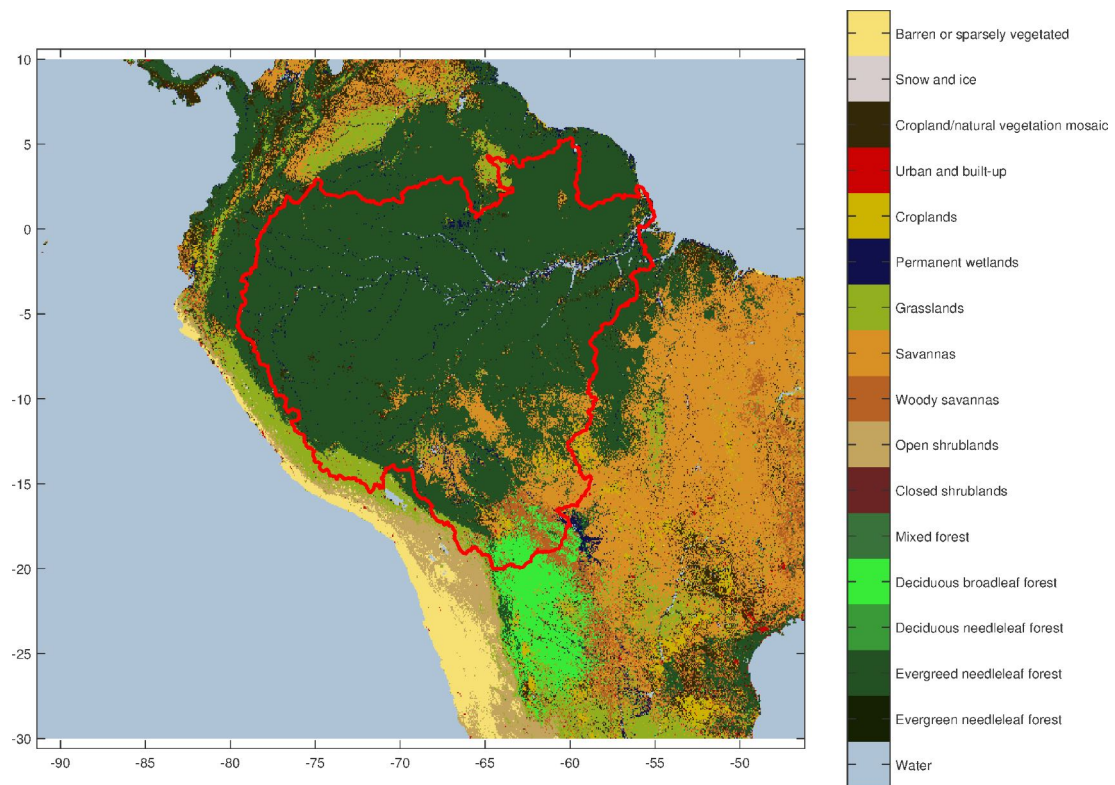 10
5
0
-5
-10
-15
-20
-25
-30
-90
-85
-80
-75
-70
-65
-60
-55
-50
Barren or sparsely vegetated
Snow and ice
Cropland/natural vegetation mosaic
Urban and built-up
Croplands
Permanent wetlands
Grasslands
Savannas
Woody savannas
Open shrublands
Closed shrublands
Mixed forest
Deciduous broadleaf forest
Deciduous needleleaf forest
Evergreed needleleaf forest
Evergreen needleleaf forest
Water